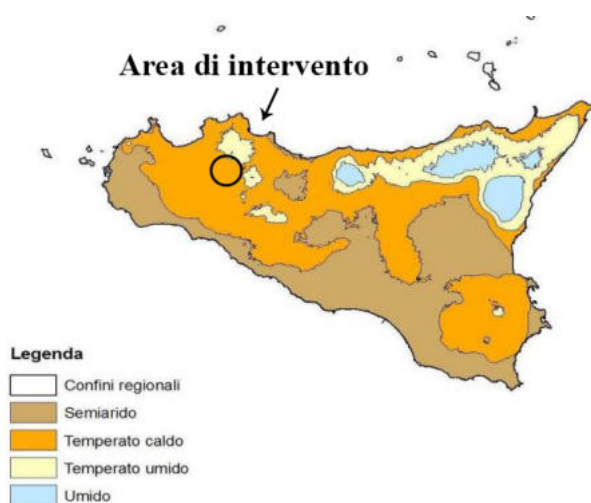 Area di intervento
Legenda
Confini regionali
Semiarido
Temperato caldo
Temperato umido
Umido